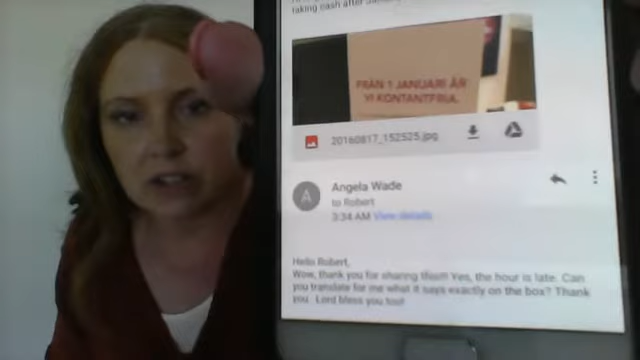 taking cash after January
FRÅN 1 JANUARI ÄR
VI KONTANTFRIA.
20160817_152525.jpg
A
Angela Wade
to Robert
3:34 AM View details
Hello Robert,
Wow, thank you for sharing this!!! Yes, the hour is late. Can
you translate for me what it says exactly on the box? Thank
you. Lord bless you too!